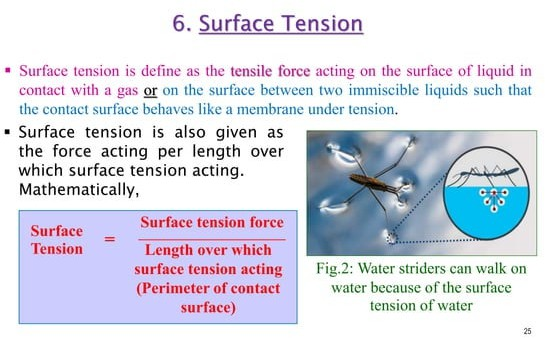 6. Surface Tension
▪ Surface tension is define as the tensile force acting on the surface of liquid in
contact with a gas or on the surface between two immiscible liquids such that
the contact surface behaves like a membrane under tension.
▪ Surface tension is also given as
the force acting per length over
which surface tension acting.
Mathematically,
Surface
Tension
=
Surface tension force
Length over which
surface tension acting
(Perimeter of contact
surface)
Fig.2: Water striders can walk on
water because of the surface
tension of water
25